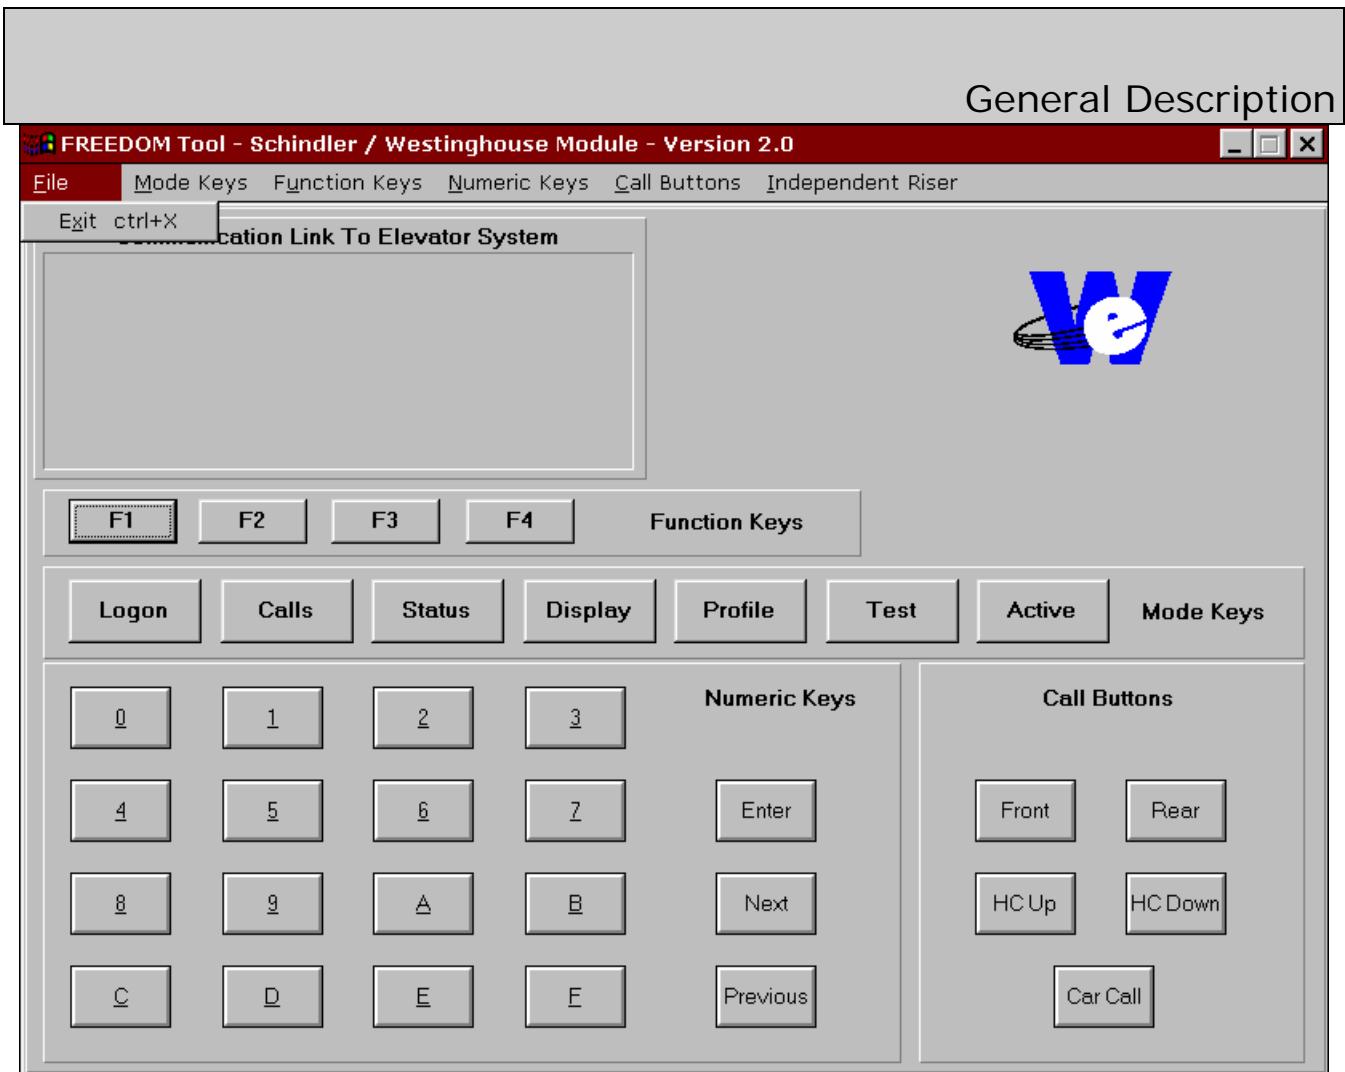 General Description
FREEDOM Tool - Schindler / Westinghouse Module - Version 2.0
File Mode Keys Function Keys Numeric Keys Call Buttons Independent Riser
Exit ctrl+X
Link To Elevator System
We
F1 F2 F3 F4 Function Keys
Logon Calls Status Display Profile Test Active Mode Keys
Numeric Keys Call Buttons
0 1 2 3
4 5 6 7 Enter Front Rear
8 9 A B Next HC Up HC Down
C D E F Previous Car Call